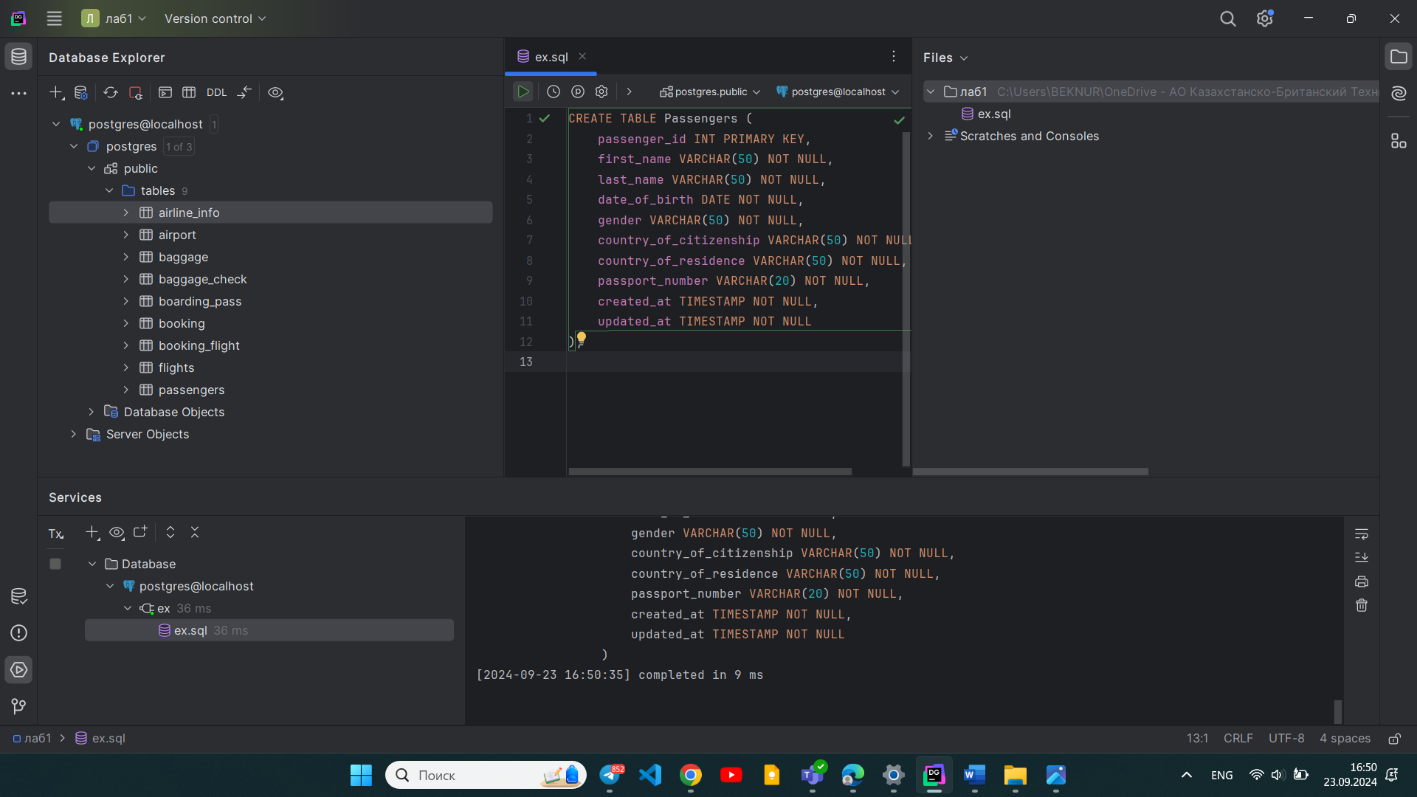 DG
Л
лаб1
Version control
Database Explorer
DDL
postgres@localhost 1
postgres 1 of 3
public
tables 9
airline_info
airport
baggage
baggage_check
boarding_pass
booking
booking_flight
flights
passengers
Database Objects
Server Objects
ex.sql
postgres.public
postgres@localhost
1 CREATE TABLE Passengers (
2 passenger_id INT PRIMARY KEY,
3 first_name VARCHAR(50) NOT NULL,
4 last_name VARCHAR(50) NOT NULL,
5 date_of_birth DATE NOT NULL,
6 gender VARCHAR(50) NOT NULL,
7 country_of_citizenship VARCHAR(50) NOT NULL
8 country_of_residence VARCHAR(50) NOT NULL,
9 passport_number VARCHAR(20) NOT NULL,
10 created_at TIMESTAMP NOT NULL,
11 updated_at TIMESTAMP NOT NULL
12 )
13
Files
лаб1 C:\Users\BEKNUR\OneDrive - АО Казахстанско-Британский Техн
ex.sql
Scratches and Consoles
Services
Tx
Database
postgres@localhost
ex 36 ms
ex.sql 36 ms
gender VARCHAR(50) NOT NULL,
country_of_citizenship VARCHAR(50) NOT NULL,
country_of_residence VARCHAR(50) NOT NULL,
passport_number VARCHAR(20) NOT NULL,
created_at TIMESTAMP NOT NULL,
updated_at TIMESTAMP NOT NULL
)
[2024-09-23 16:50:35] completed in 9 ms
лаб1 > ex.sql
13:1 CRLF UTF-8 4 spaces
Поиск
852
DG
ENG
16:50
23.09.2024